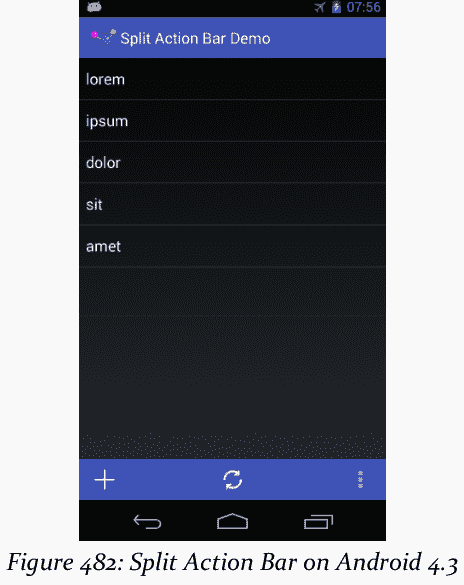 07:56
Split Action Bar Demo
lorem
ipsum
dolor
sit
amet
Figure 482: Split Action Bar on Android 4.3